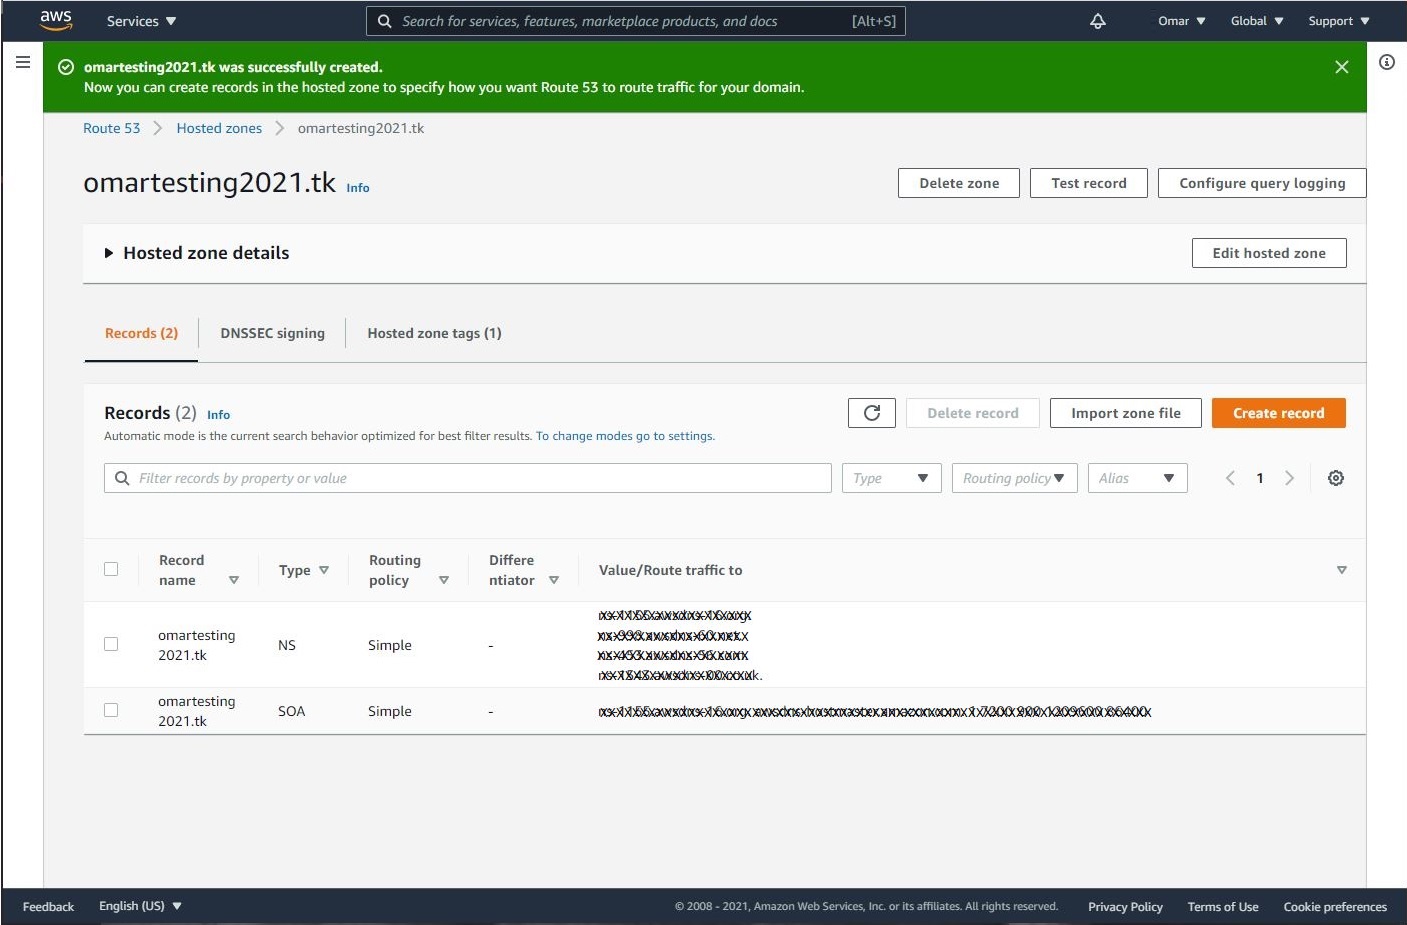 aws
Services
Search for services, features, marketplace products, and docs [Alt+S]
Omar
Global
Support
omartesting2021.tk was successfully created.
Now you can create records in the hosted zone to specify how you want Route 53 to route traffic for your domain.
Route 53 Hosted zones omartesting2021.tk
omartesting2021.tk Info
Delete zone
Test record
Configure query logging
Hosted zone details
Edit hosted zone
Records (2)
DNSSEC signing
Hosted zone tags (1)
Records (2) Info
Delete record
Import zone file
Create record
Automatic mode is the current search behavior optimized for best filter results. To change modes go to settings.
Filter records by property or value
Type
Routing policy
Alias
1
Record
name
Type
Routing
policy
Differe
ntiator
Value/Route traffic to
omartesting
2021.tk
NS
Simple
-
omartesting
2021.tk
SOA
Simple
-
Feedback
English (US)
© 2008 - 2021, Amazon Web Services, Inc. or its affiliates. All rights reserved.
Privacy Policy
Terms of Use
Cookie preferences